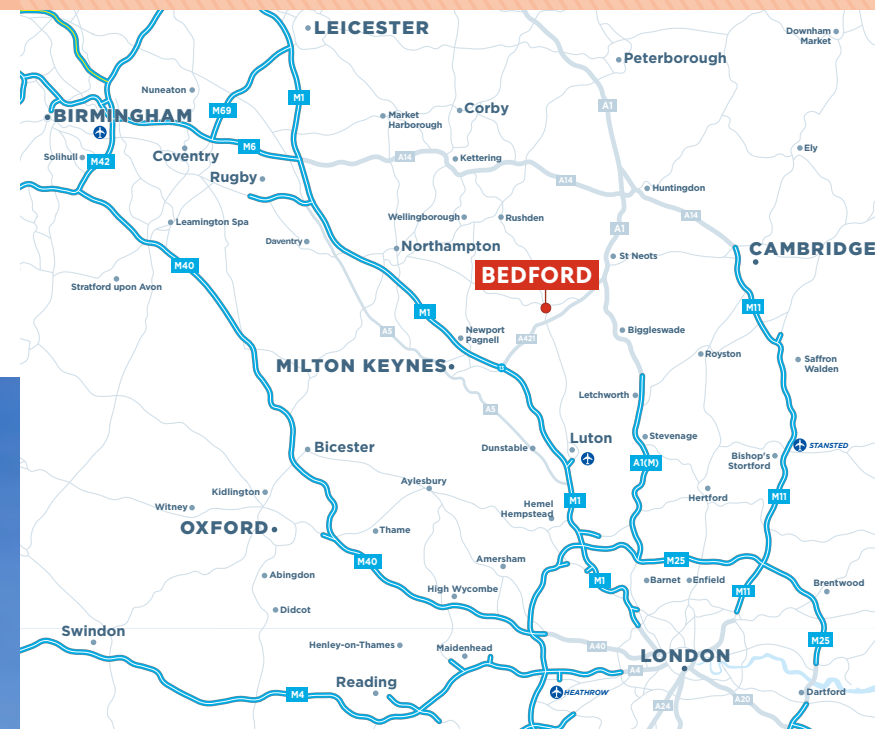 LEICESTER
Downham
Market
Peterborough
Nuneaton
M69
M1
A1
Corby
BIRMINGHAM
Market
Harborough
Solihull
M42
Coventry
M6
A14
Kettering
Ely
Rugby
A14
Huntingdon
Leamington Spa
Wellingborough
Rushden
A14
A1
Daventry
Northampton
St Neots
CAMBRIDGE
M40
BEDFORD
Stratford upon Avon
M1
M11
A5
Newport
Pagnell
A421
Biggleswade
MILTON KEYNES
Royston
Saffron
Walden
A5
Letchworth
Bicester
Dunstable
Luton
Stevenage
STANSTED
A1(M)
Bishop's
Stortford
Kidlington
Aylesbury
Witney
Hemel
Hempstead
M1
Hertford
M11
OXFORD
Thame
M40
Amersham
M25
Abingdon
High Wycombe
M1
Barnet
Enfield
M11
Brentwood
Didcot
Swindon
Henley-on-Thames
Maidenhead
A40
LONDON
M25
A4
Reading
M4
HEATHROW
A24
A20
Dartford